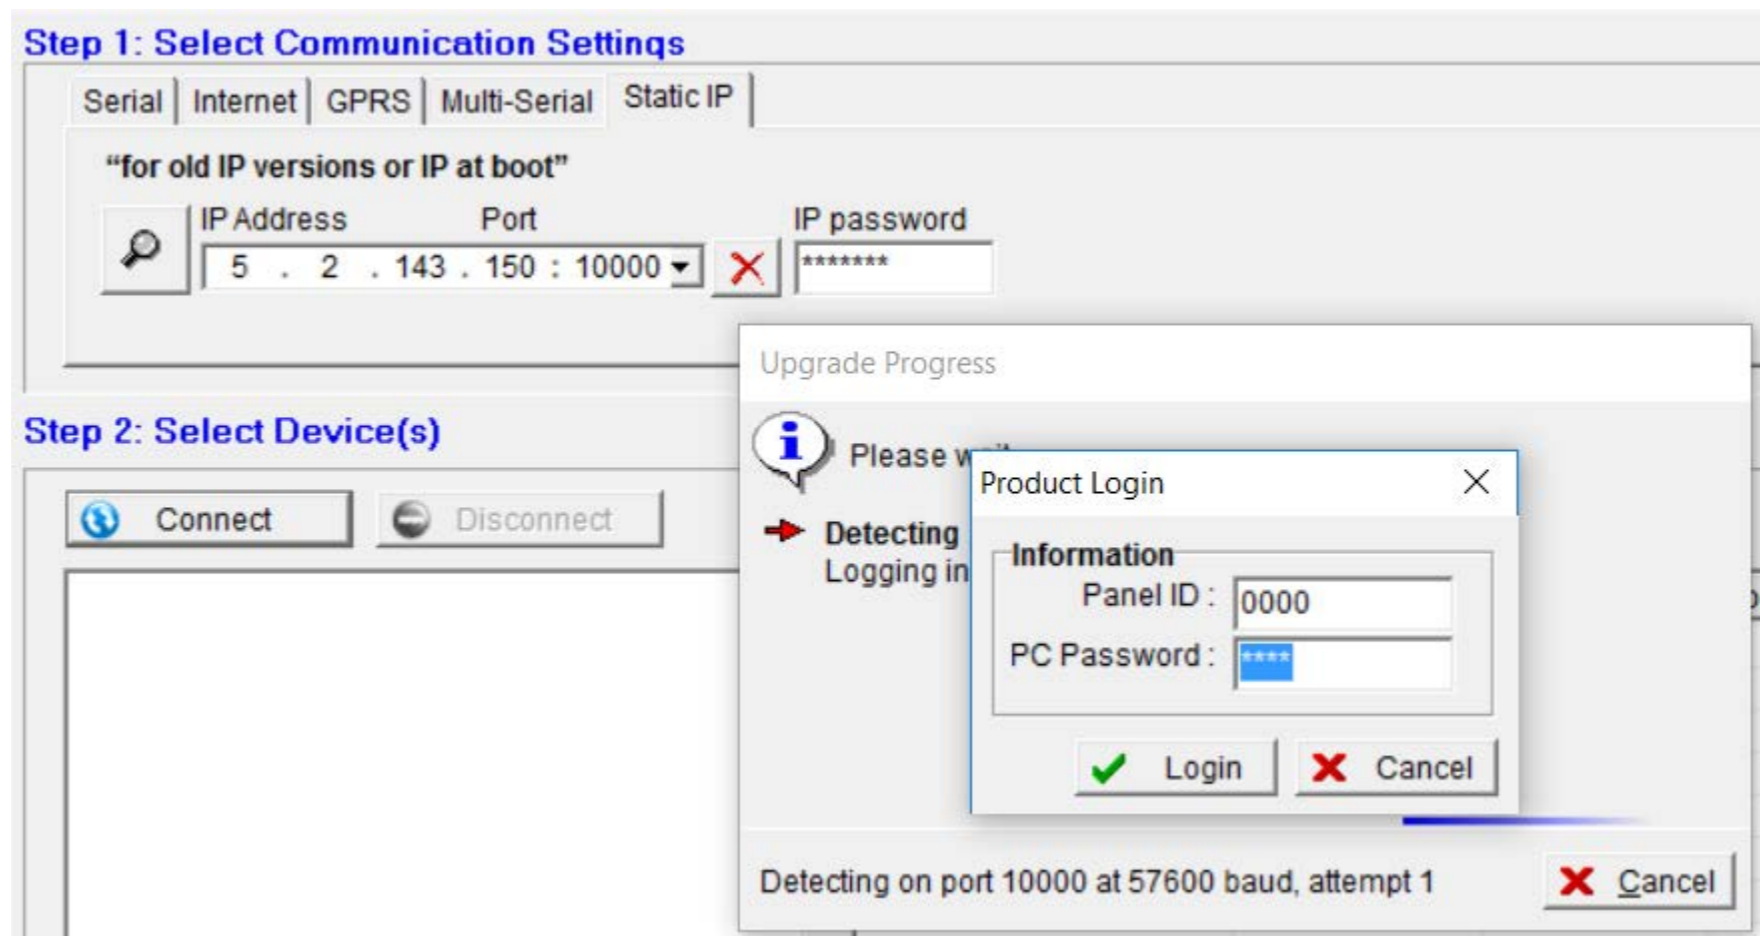 Step 1: Select Communication Settings
Serial Internet GPRS Multi-Serial Static IP
“for old IP versions or IP at boot”
IP Address Port IP password
5 . 2 . 143 . 150 : 10000 *******
Upgrade Progress
Step 2: Select Device(s)
Please
Product Login
Connect Disconnect
Detecting
Logging in
Information
Panel ID : 0000
PC Password : ****
Login Cancel
Detecting on port 10000 at 57600 baud, attempt 1 Cancel